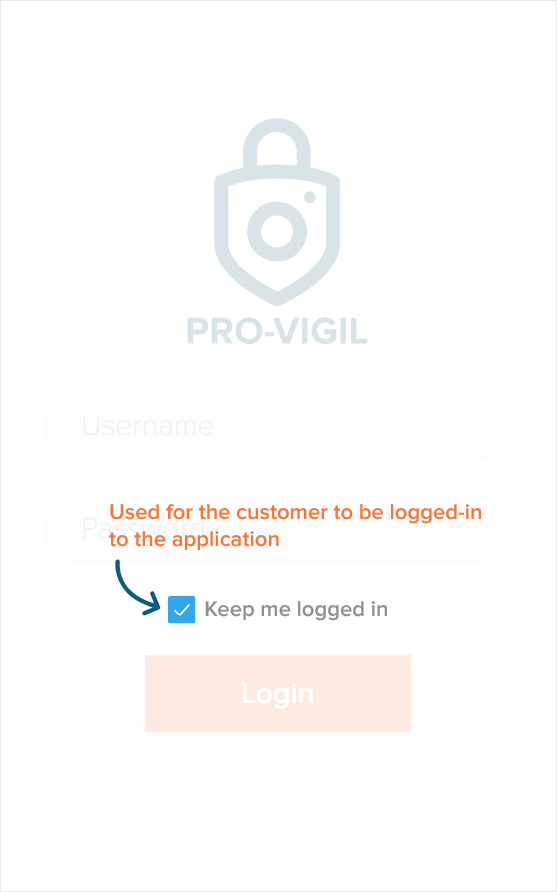 PRO-VIGIL
Username
Password
Used for the customer to be logged-in
to the application
Keep me logged in
Login